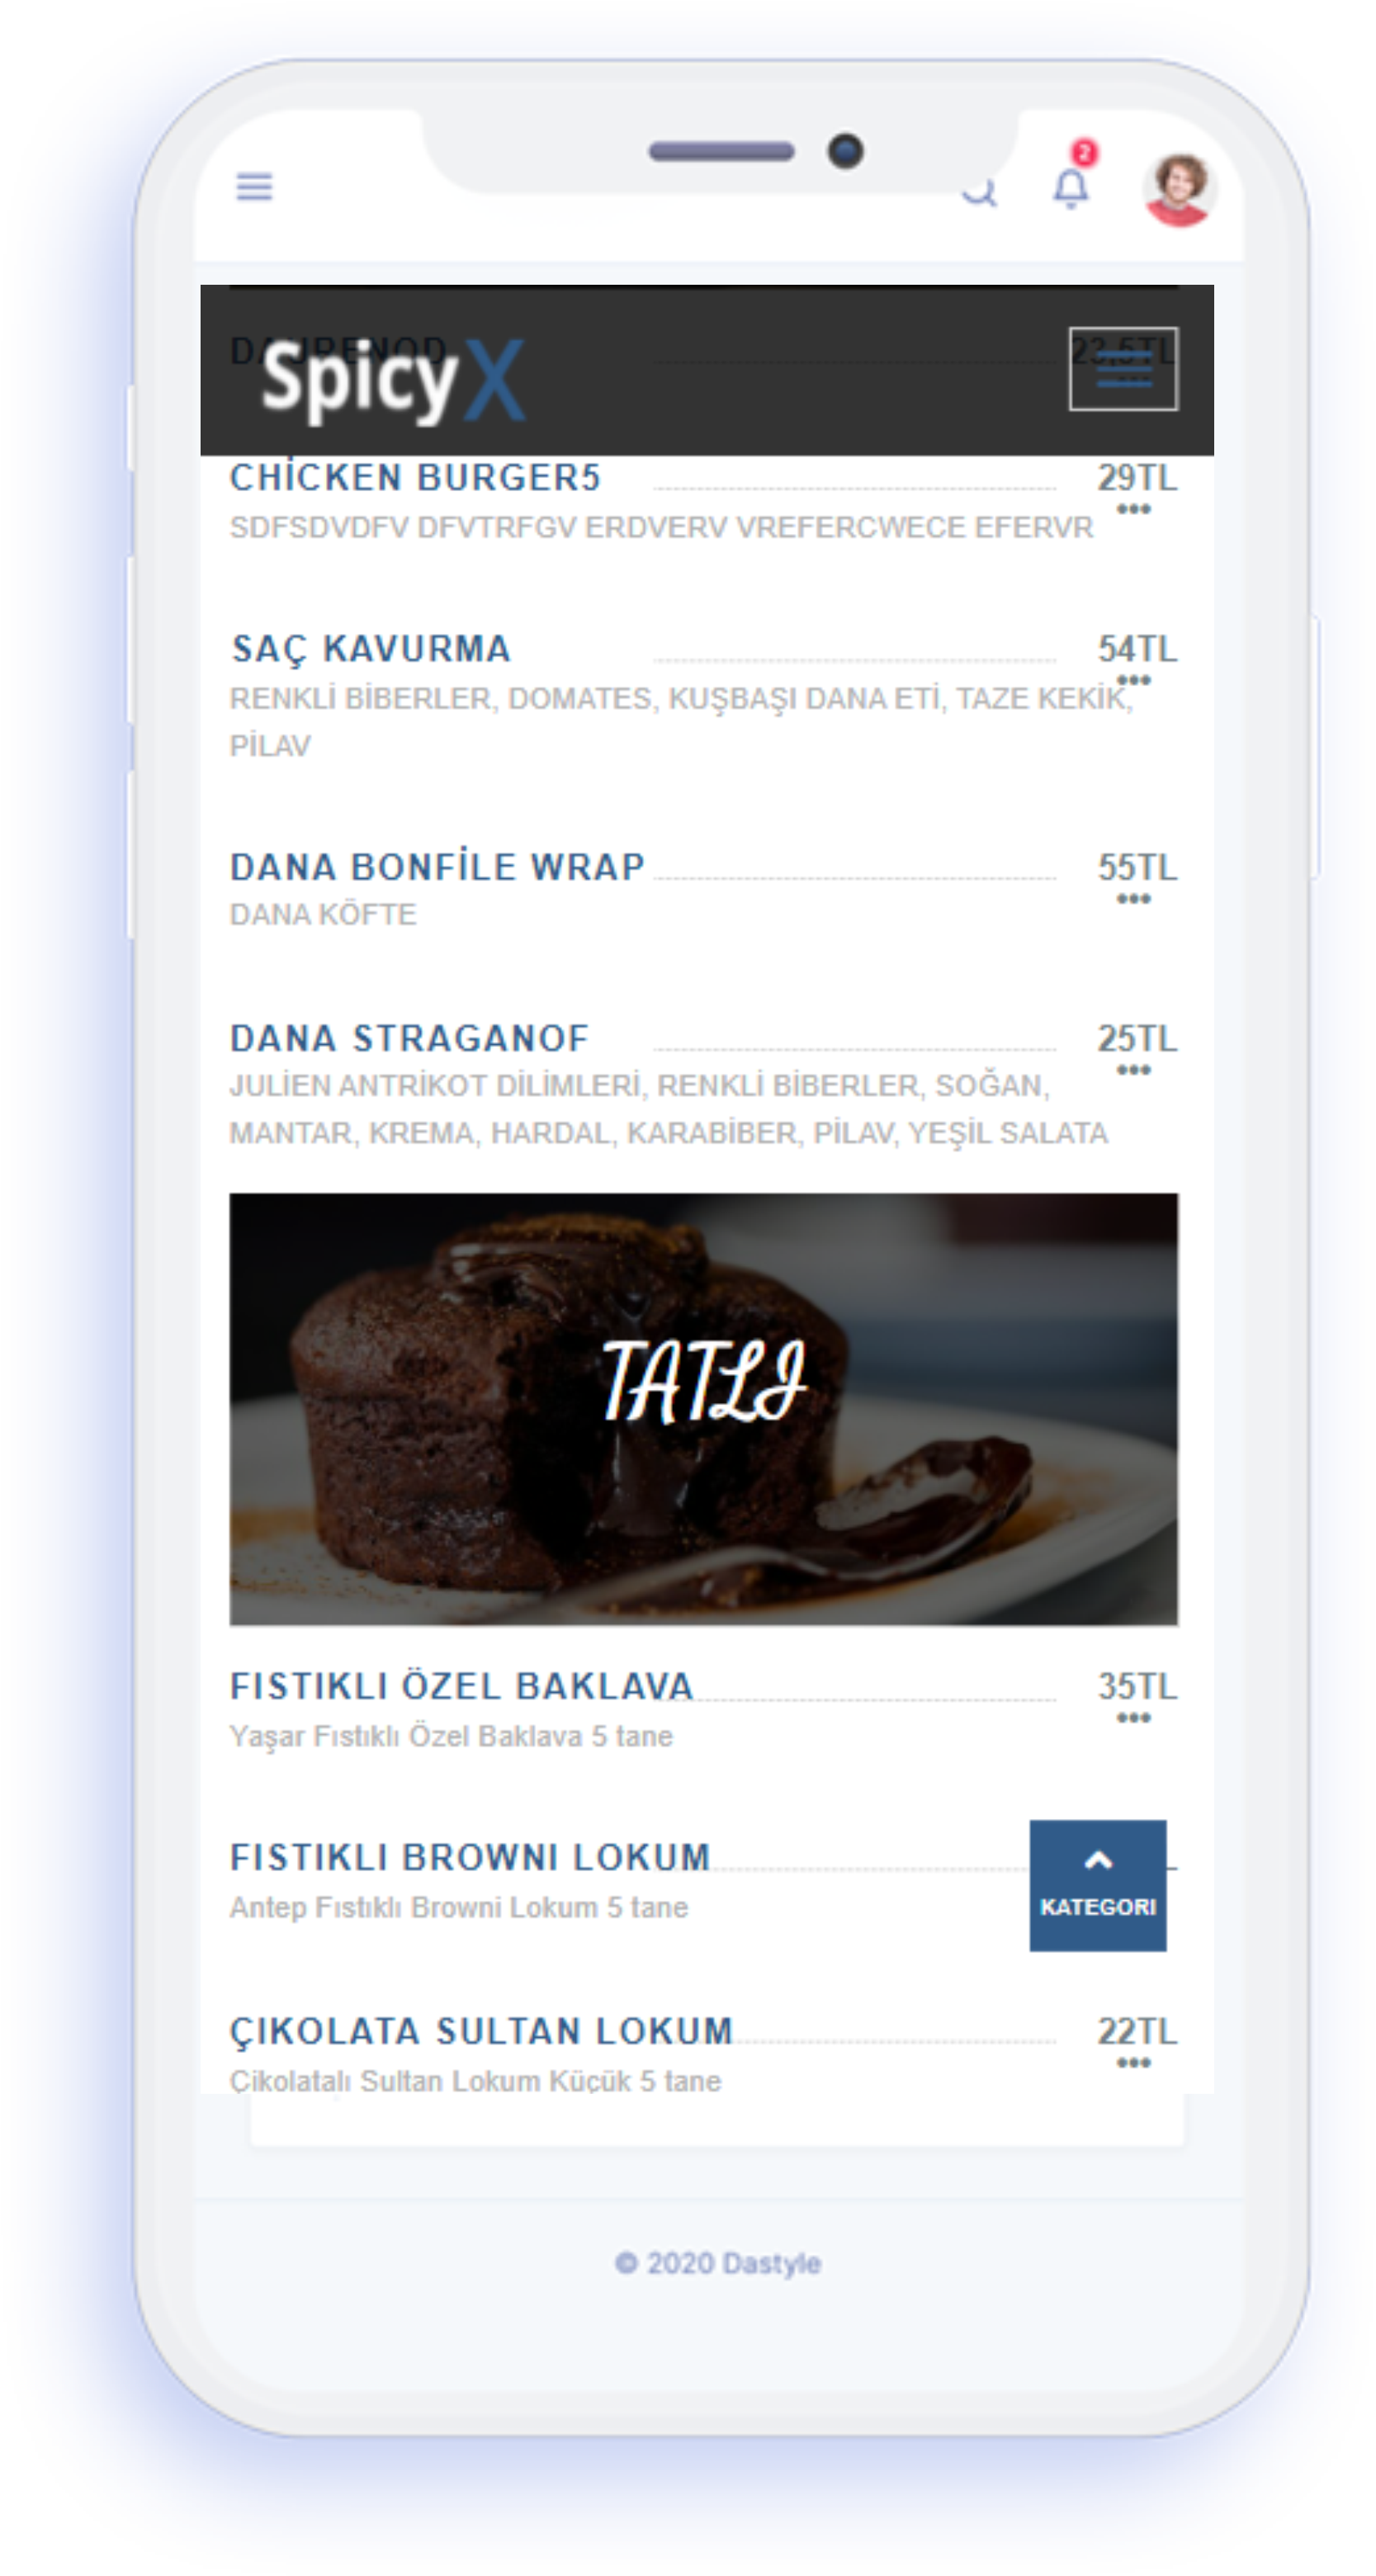 2
SpicyX
23,5TL
CHİCKEN BURGER5 29TL
SDFSDVDFV DFVTRFGV ERDVERV VREFERCWECE EFERVR
SAÇ KAVURMA 54TL
RENKLİ BİBERLER, DOMATES, KUŞBAŞI DANA ETİ, TAZE KEKİK,
PİLAV
DANA BONFİLE WRAP 55TL
DANA KÖFTE
DANA STRAGANOF 25TL
JULİEN ANTRİKOT DİLİMLERİ, RENKLİ BİBERLER, SOĞAN,
MANTAR, KREMA, HARDAL, KARABİBER, PİLAV, YEŞİL SALATA
TATLI
FISTIKLI ÖZEL BAKLAVA 35TL
Yaşar Fıstıklı Özel Baklava 5 tane
FISTIKLI BROWNI LOKUM
Antep Fıstıklı Browni Lokum 5 tane
KATEGORI
ÇIKOLATA SULTAN LOKUM 22TL
Çikolatalı Sultan Lokum Küçük 5 tane
© 2020 Dastyle